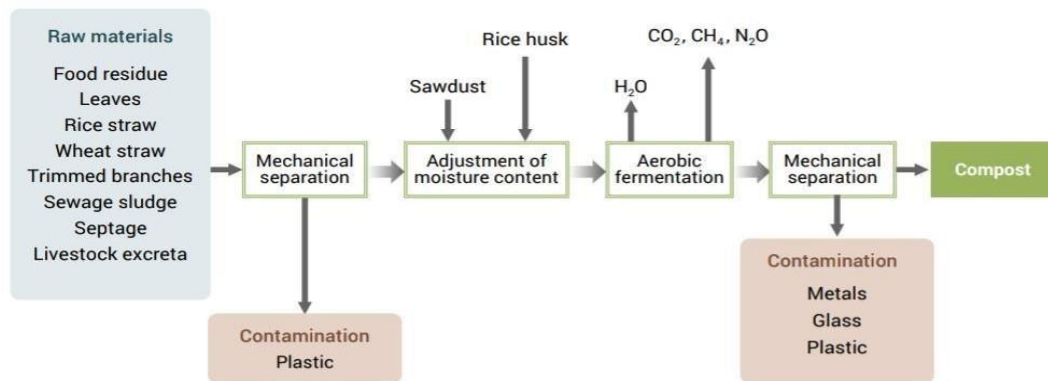 Raw materials
Food residue
Leaves
Rice straw
Wheat straw
Trimmed branches
Sewage sludge
Septage
Livestock excreta
Mechanical
separation
Contamination
Plastic
Sawdust
Rice husk
Adjustment of
moisture content
H₂O
CO₂, CH₄, N₂O
Aerobic
fermentation
Mechanical
separation
Contamination
Metals
Glass
Plastic
Compost